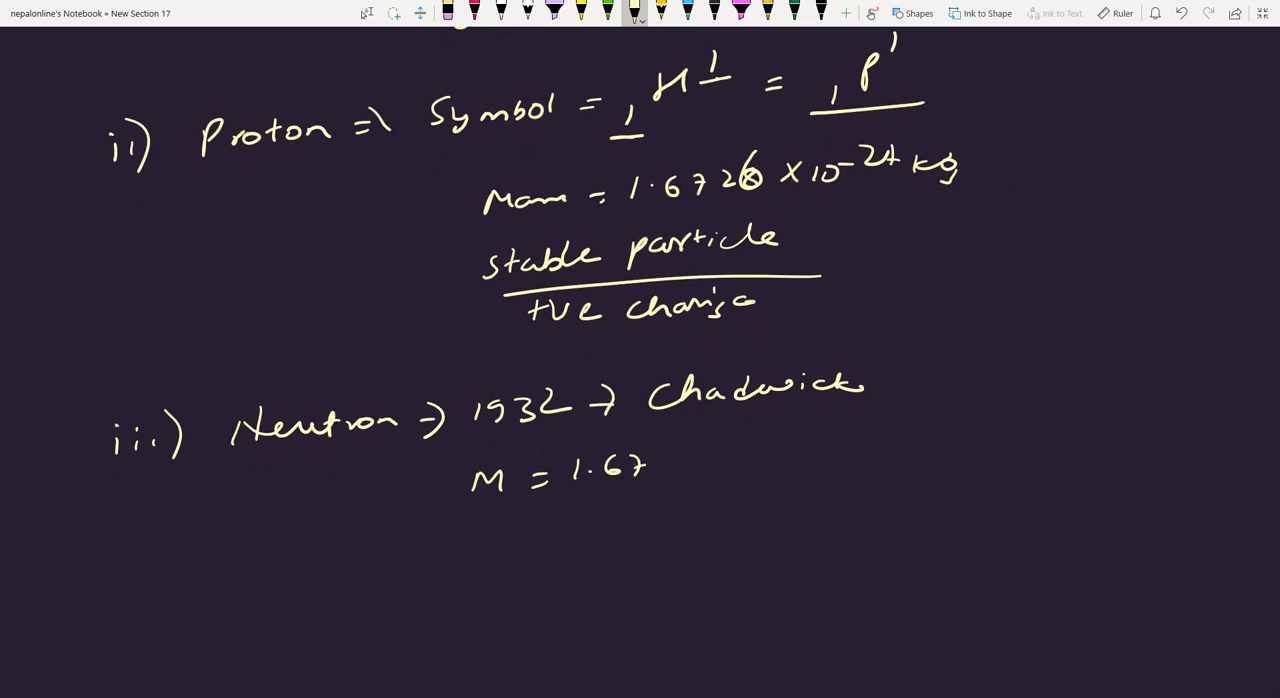 nepalonline's Notebook » New Section 17
Shapes Ink to Shape Ink to Text Ruler
ii) Proton => Symbol = ₁H¹ = ₁P¹
Mass = 1.6726 × 10⁻²⁷ kg
stable particle
+ve charge
iii) Neutron => 1932 → Chadwick
M = 1.67